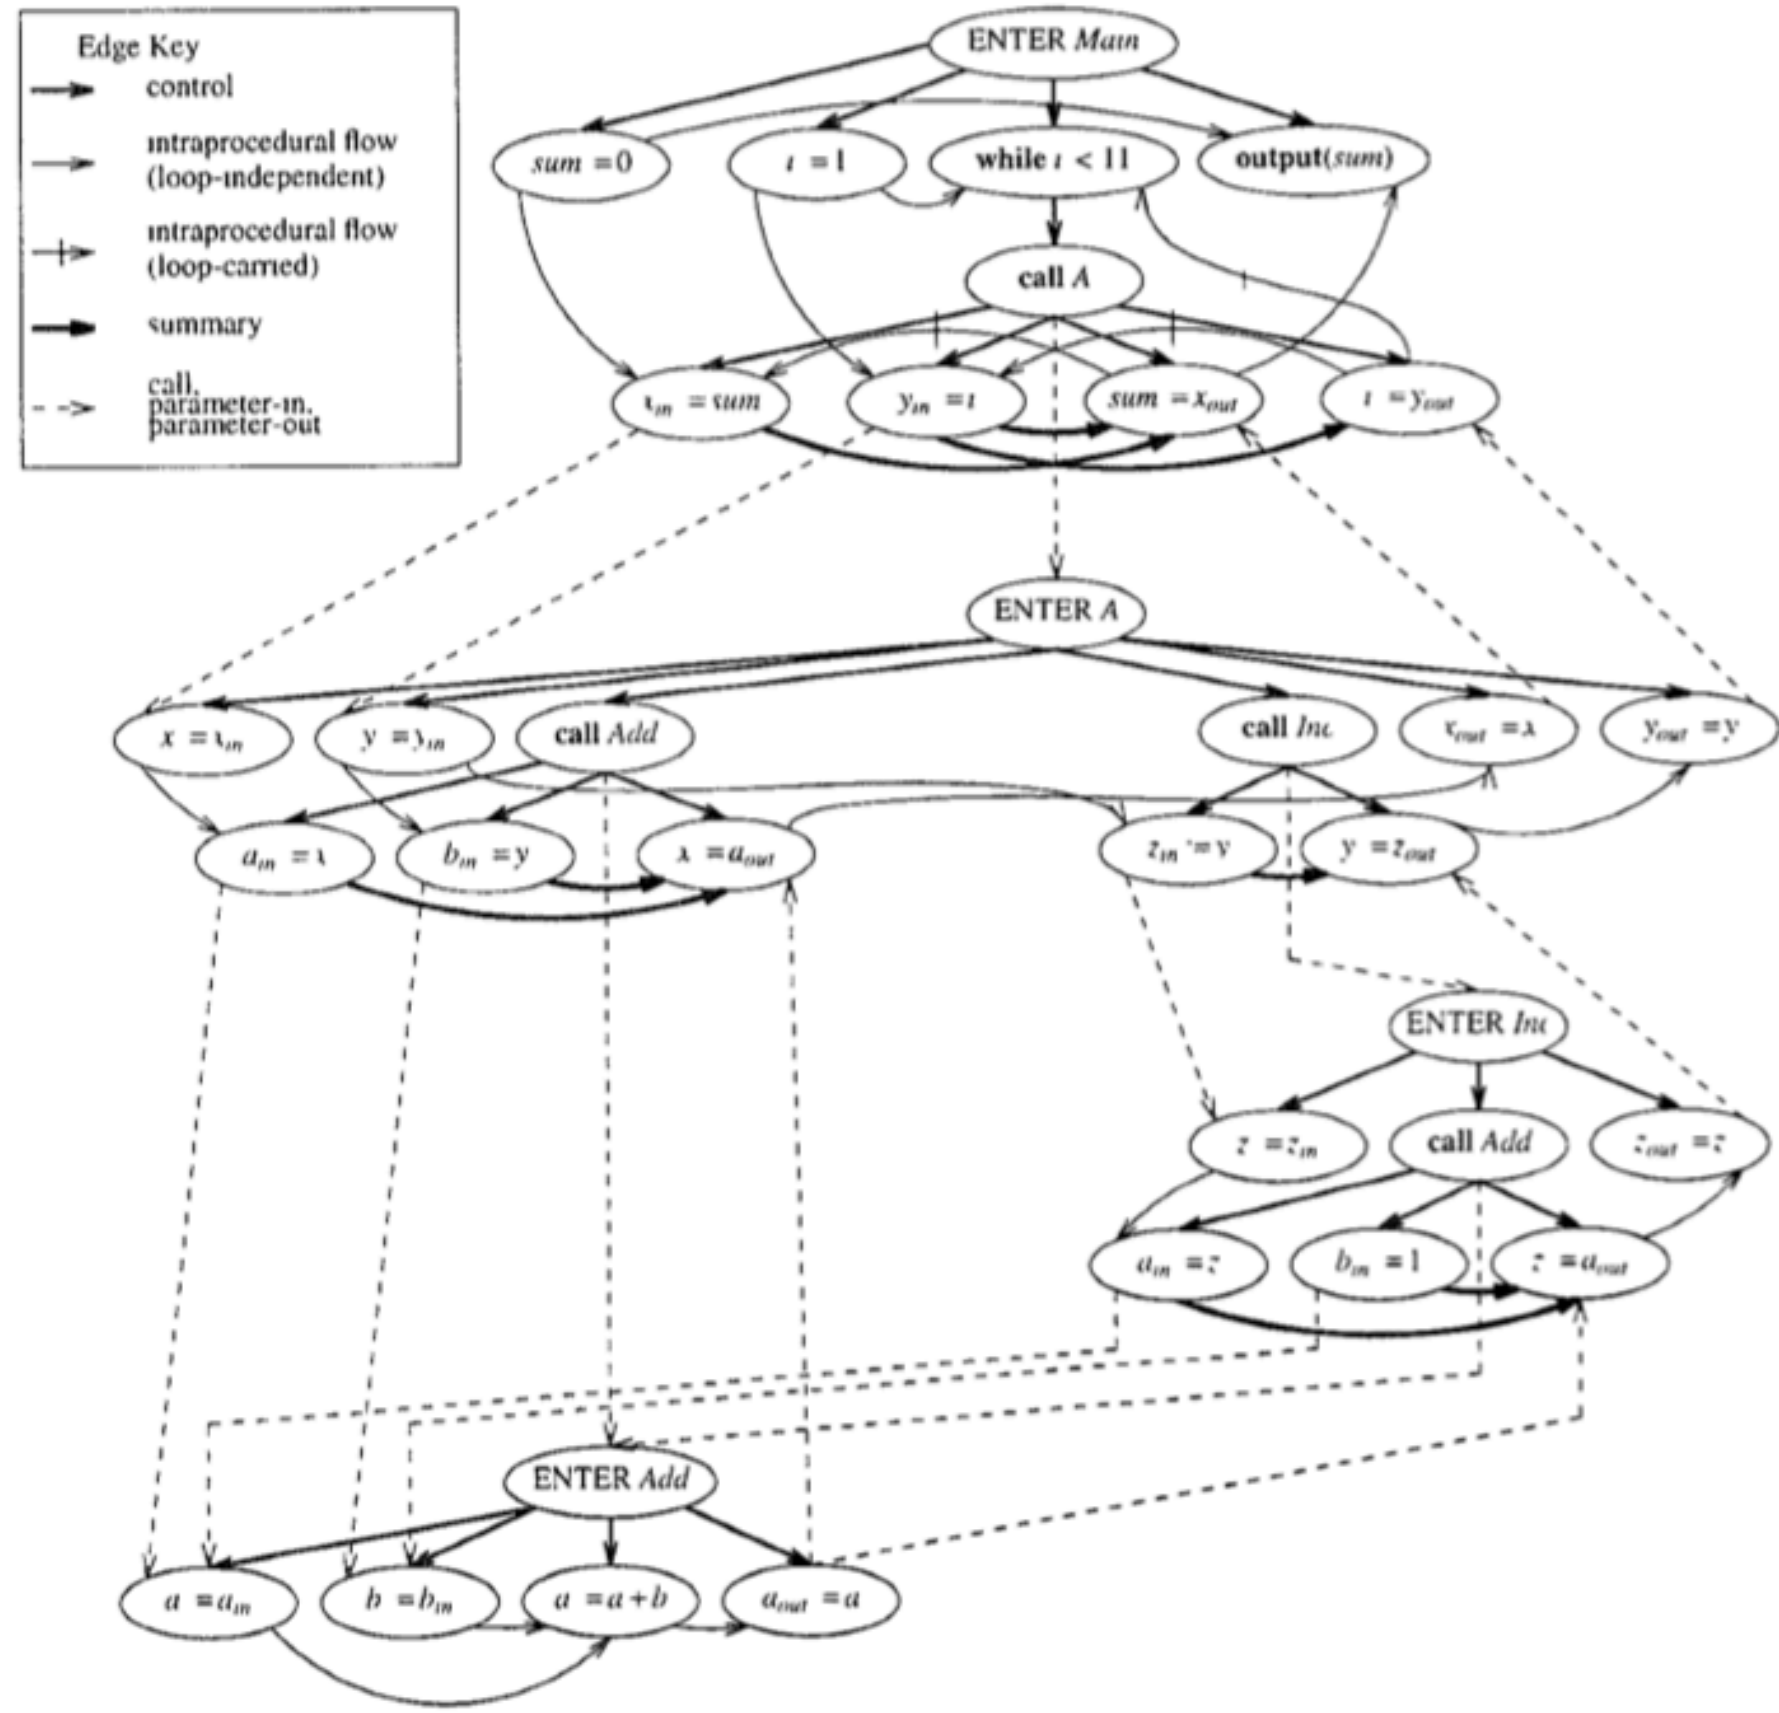 Edge Key
control
intraprocedural flow
(loop-independent)
intraprocedural flow
(loop-carried)
summary
call,
parameter-in,
parameter-out
ENTER Main
sum = 0
i = 1
while i < 11
output(sum)
call A
x_in = sum
y_in = i
sum = x_out
i = y_out
ENTER A
x = x_in
y = y_in
call Add
call Inc
x_out = x
y_out = y
a_in = x
b_in = y
x = a_out
z_in = y
y = z_out
ENTER Inc
z = z_in
call Add
z_out = z
a_in = z
b_in = 1
z = a_out
ENTER Add
a = a_in
b = b_in
a = a + b
a_out = a